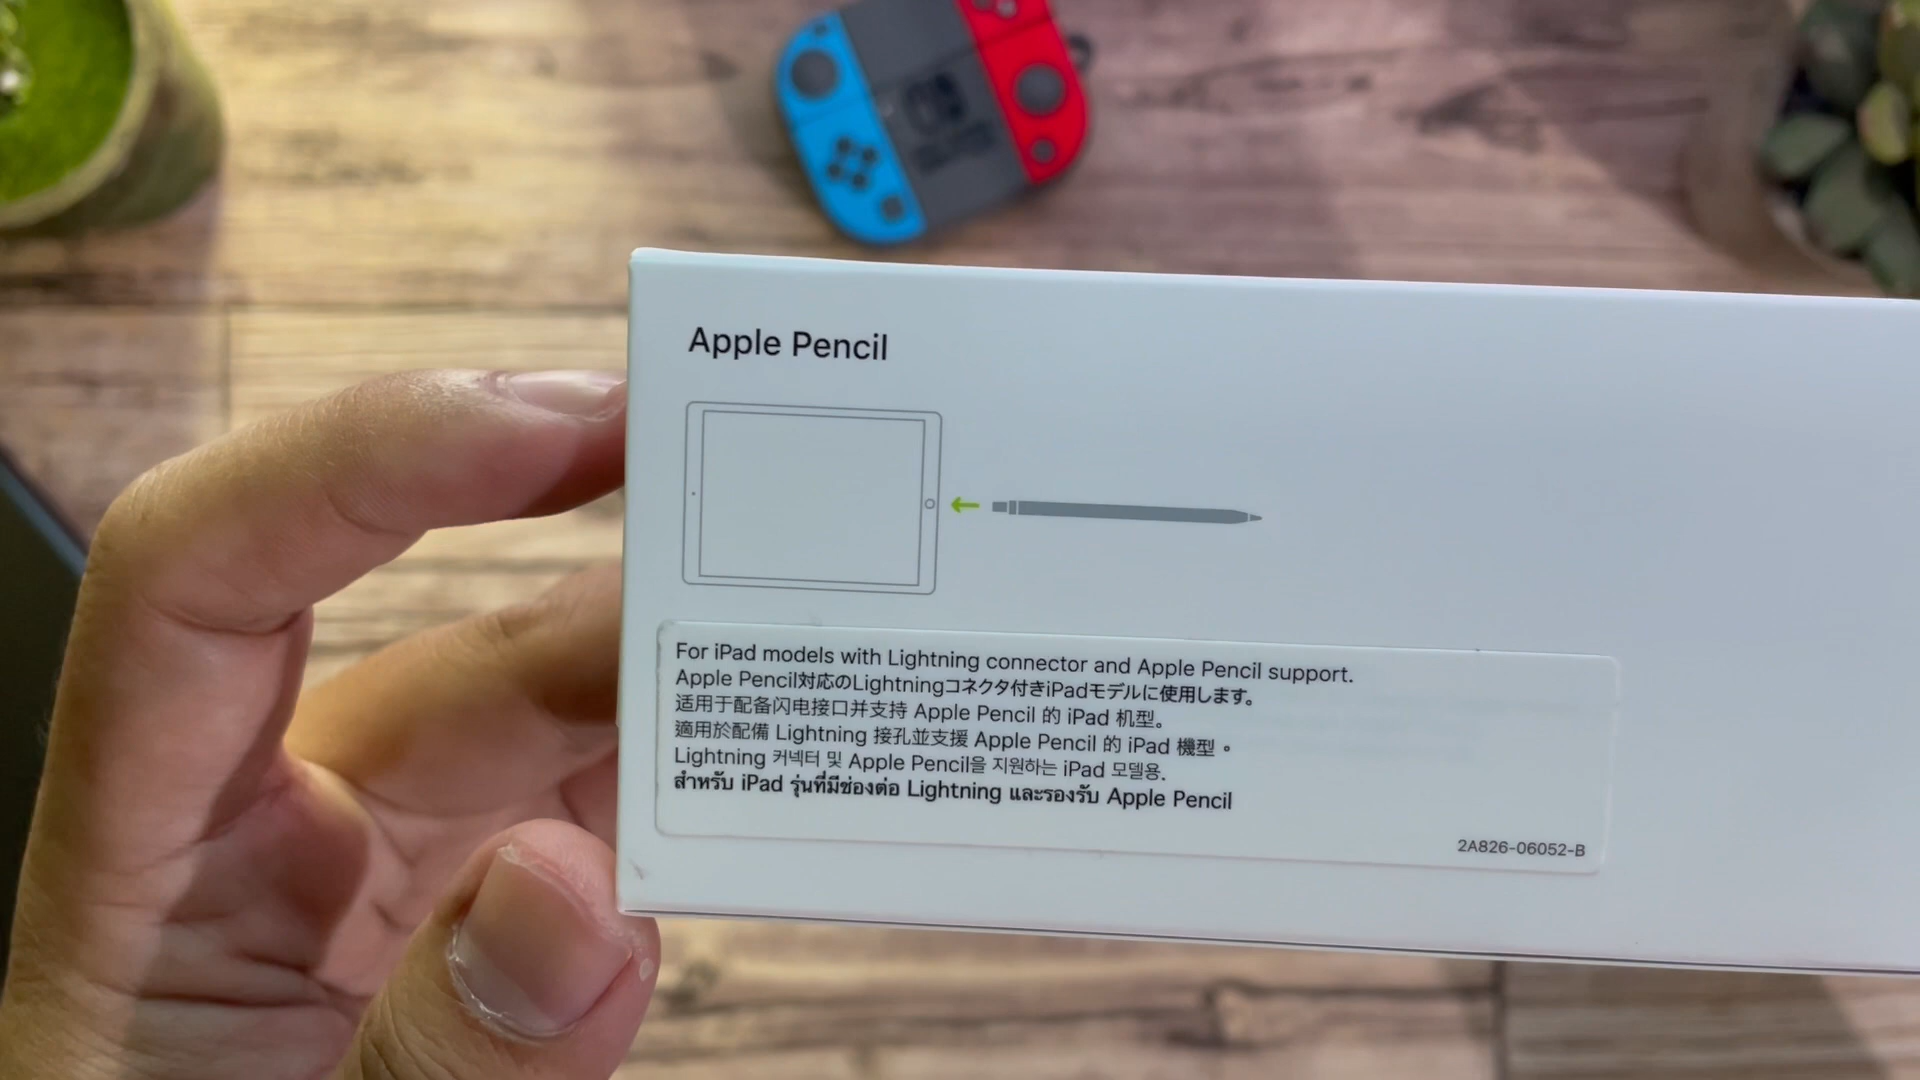 Apple Pencil
For iPad models with Lightning connector and Apple Pencil support.
Apple Pencil対応のLightningコネクタ付きiPadモデルに使用します。
适用于配备闪电接口并支持 Apple Pencil 的 iPad 机型。
適用於配備 Lightning 接孔並支援 Apple Pencil 的 iPad 機型。
Lightning 커넥터 및 Apple Pencil을 지원하는 iPad 모델용.
สำหรับ iPad รุ่นที่มีช่องต่อ Lightning และรองรับ Apple Pencil
2A826-06052-B